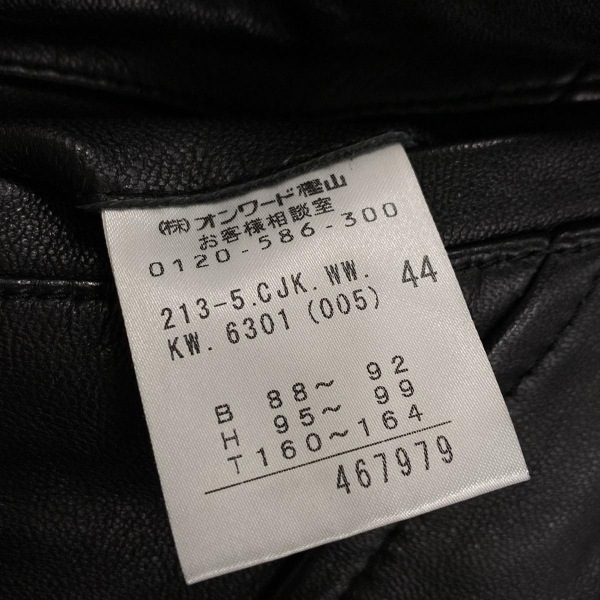 (株)オンワード樫山
お客様相談室
0120-586-300
213-5.CJK.WW. 44
KW. 6301 (005)
B 88～ 92
H 95～ 99
T 160～164
467979